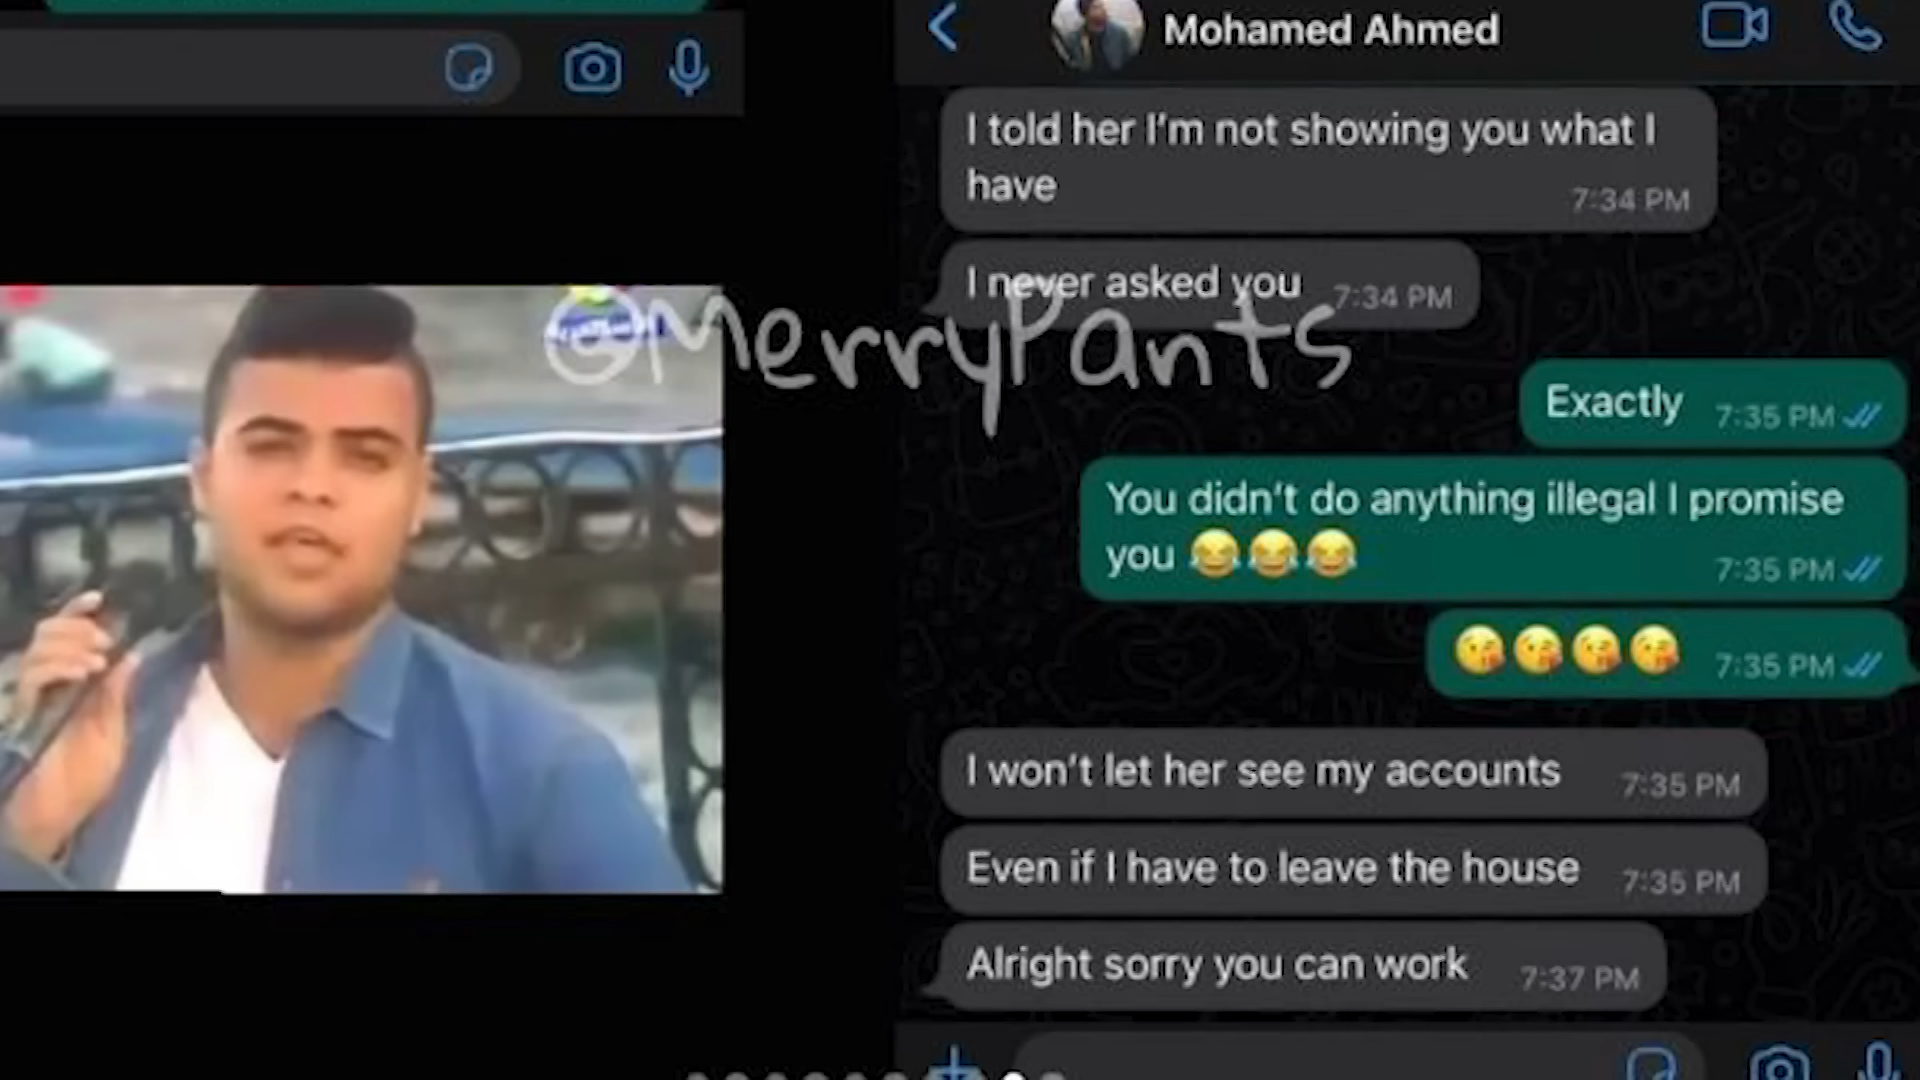 Mohamed Ahmed
I told her I'm not showing you what I
have
7:34 PM
I never asked you 7:34 PM
@MerryPants
Exactly 7:35 PM
You didn't do anything illegal I promise
you 😂😂😂 7:35 PM
😘😘😘😘 7:35 PM
I won't let her see my accounts 7:35 PM
Even if I have to leave the house 7:35 PM
Alright sorry you can work 7:37 PM